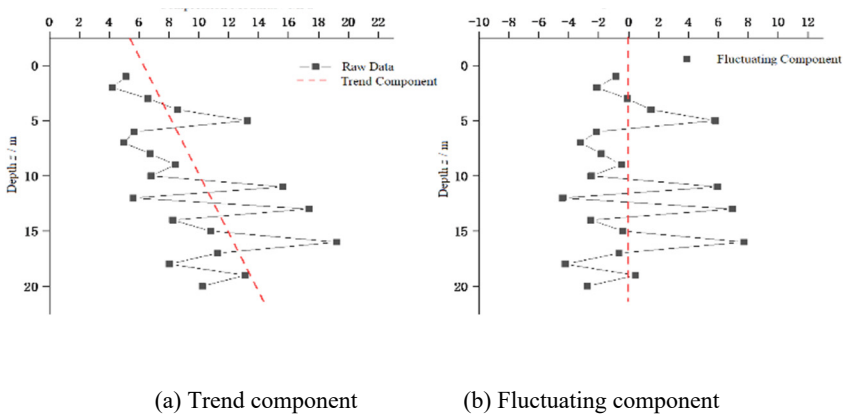 0 2 4 6 8 10 12 14 16 18 20 22
Raw Data
Trend Component
0
5
10
15
20
Depth z / m
-10 -8 -6 -4 -2 0 2 4 6 8 10 12
Fluctuating Component
0
5
10
15
20
Depth z / m
(a) Trend component
(b) Fluctuating component